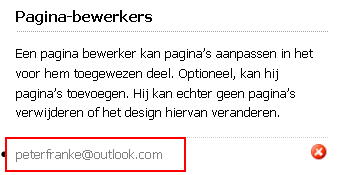 Pagina-bewerkers
Een pagina bewerker kan pagina's aanpassen in het
voor hem toegewezen deel. Optioneel, kan hij
pagina's toevoegen. Hij kan echter geen pagina's
verwijderen of het design hiervan veranderen.
peterfranke@outlook.com